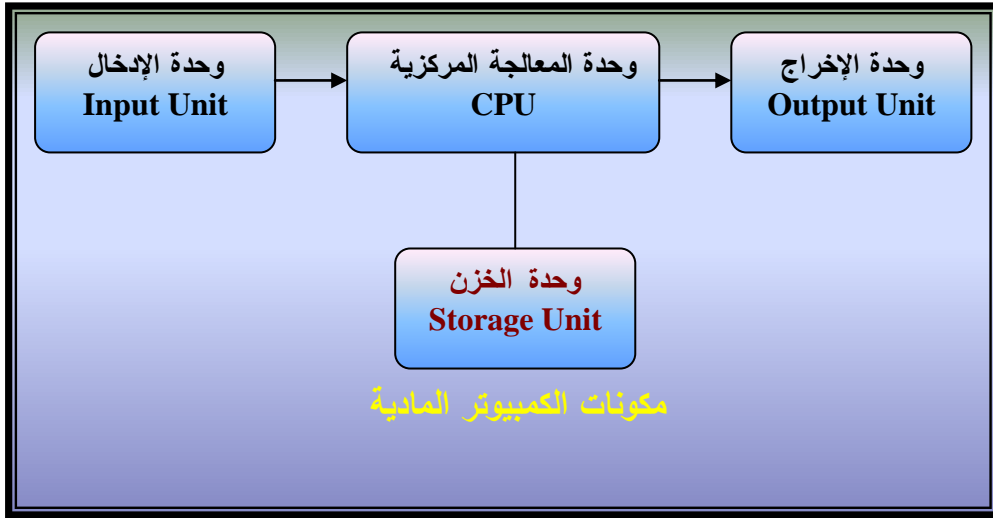 وحدة الإدخال
Input Unit
وحدة المعالجة المركزية
CPU
وحدة الإخراج
Output Unit
وحدة الخزن
Storage Unit
مكونات الكمبيوتر المادية